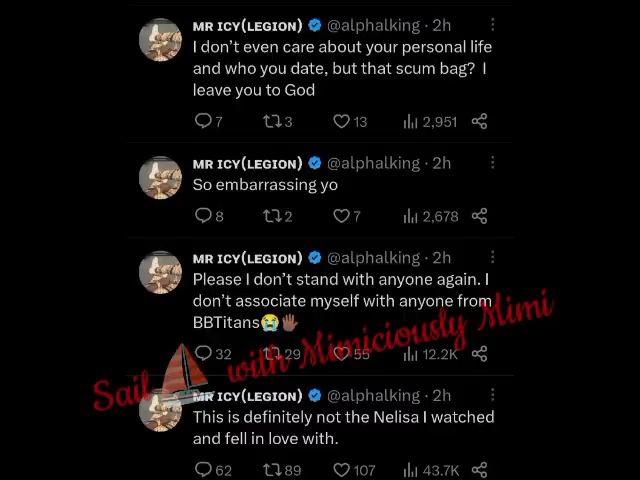 MR ICY(LEGION) @alphalking · 2h
I don't even care about your personal life
and who you date, but that scum bag? I
leave you to God
7 3 13 2,951
MR ICY(LEGION) @alphalking · 2h
So embarrassing yo
8 2 7 2,678
MR ICY(LEGION) @alphalking · 2h
Please I don't stand with anyone again. I
don't associate myself with anyone from
BBTitans😭✋🏾
32 29 55 12.2K
Sail with Mimiciously Mimi
MR ICY(LEGION) @alphalking · 2h
This is definitely not the Nelisa I watched
and fell in love with.
62 89 107 43.7K